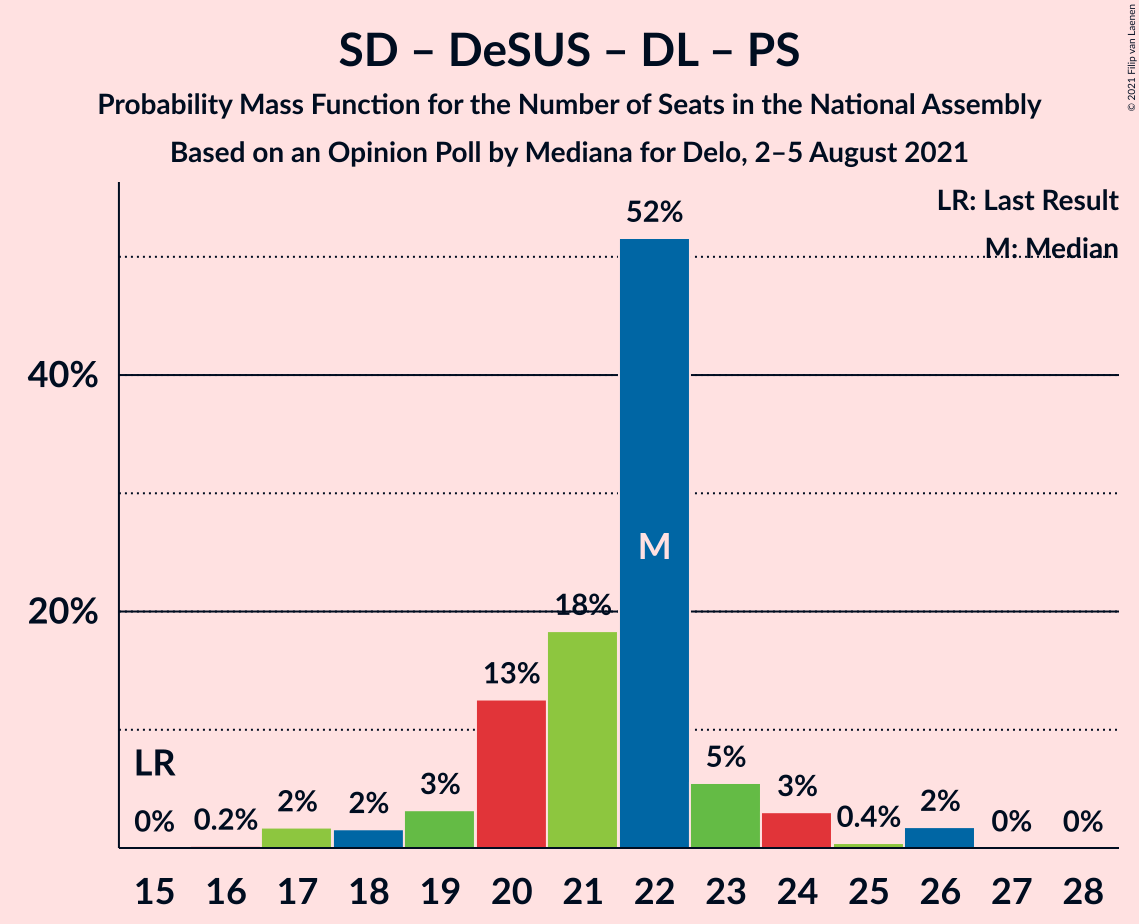 SD – DeSUS – DL – PS
Probability Mass Function for the Number of Seats in the National Assembly
Based on an Opinion Poll by Mediana for Delo, 2–5 August 2021
© 2021 Filip van Laenen
LR: Last Result
M: Median
52%
40%
M
20%
18%
13%
LR
5%
3%
3%
2%
2%
2%
0%
0.2%
0.4%
0%
0%
15 16 17 18 19 20 21 22 23 24 25 26 27 28